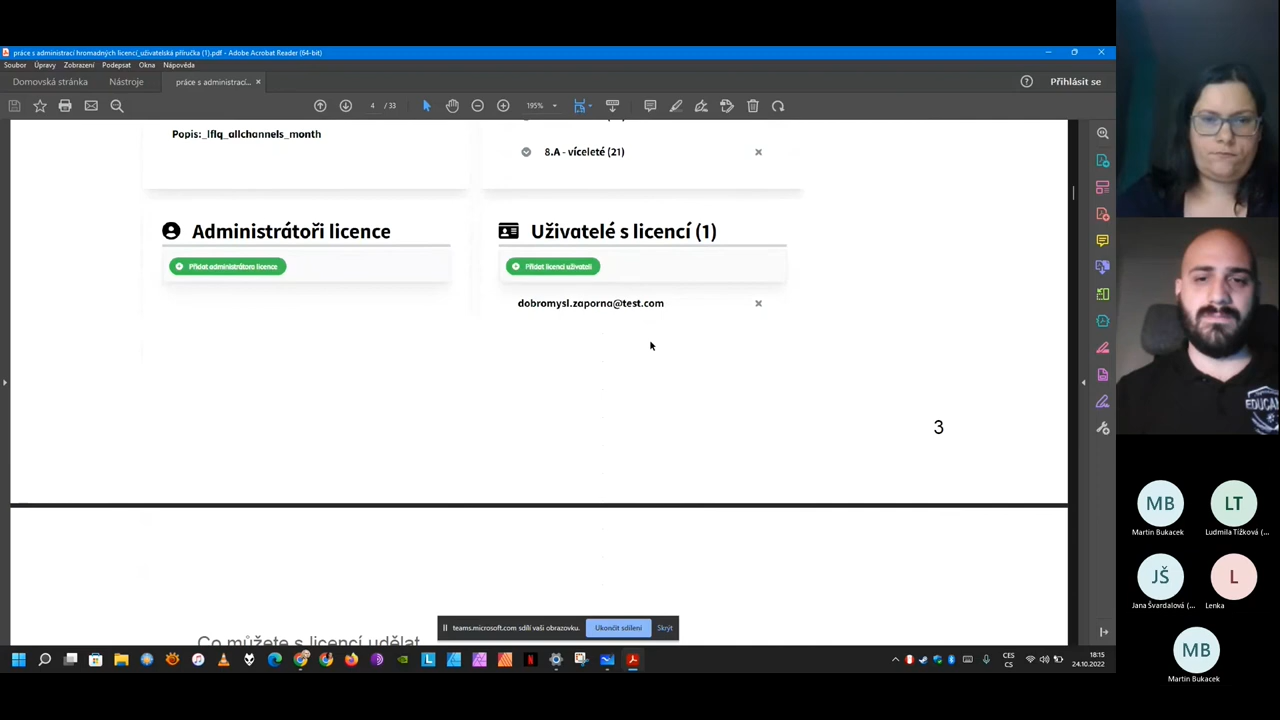 práce s administrací hromadných licencí_uživatelská příručka (1).pdf - Adobe Acrobat Reader (64-bit)
Soubor Úpravy Zobrazení Podepsat Okna Nápověda
Domovská stránka Nástroje práce s administrací... × Přihlásit se
4 / 33 195%
Popis:_lflq_allchannels_month
8.A - víceleté (21)
Administrátoři licence
Uživatelé s licencí (1)
Přidat administrátora licence
Přidat licenci uživateli
dobromysl.zaporna@test.com
3
Co můžete s licencí udělat
teams.microsoft.com sdílí vaši obrazovku. Ukončit sdílení Skrýt
CES
CS
18:15
24.10.2022
EDUCAN
MB
Martin Bukacek
LT
Ludmila Tížková (...
JŠ
Jana Švardalová (...
L
Lenka
MB
Martin Bukacek